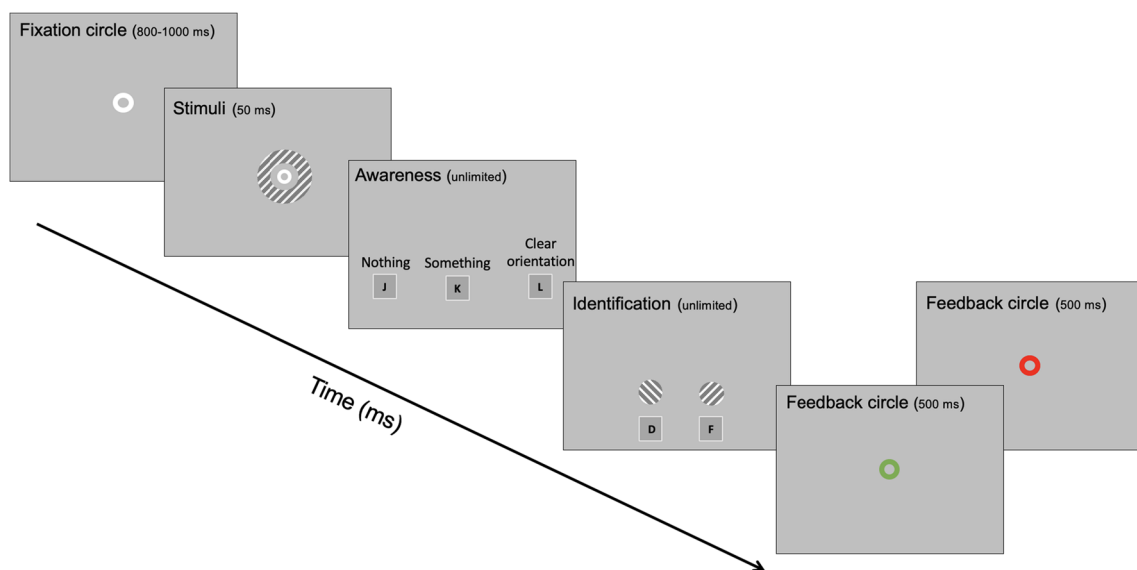 Fixation circle (800-1000 ms)
Stimuli (50 ms)
Awareness (unlimited)
Nothing
Something
Clear
orientation
J
K
L
Identification (unlimited)
D
F
Feedback circle (500 ms)
Feedback circle (500 ms)
Time (ms)